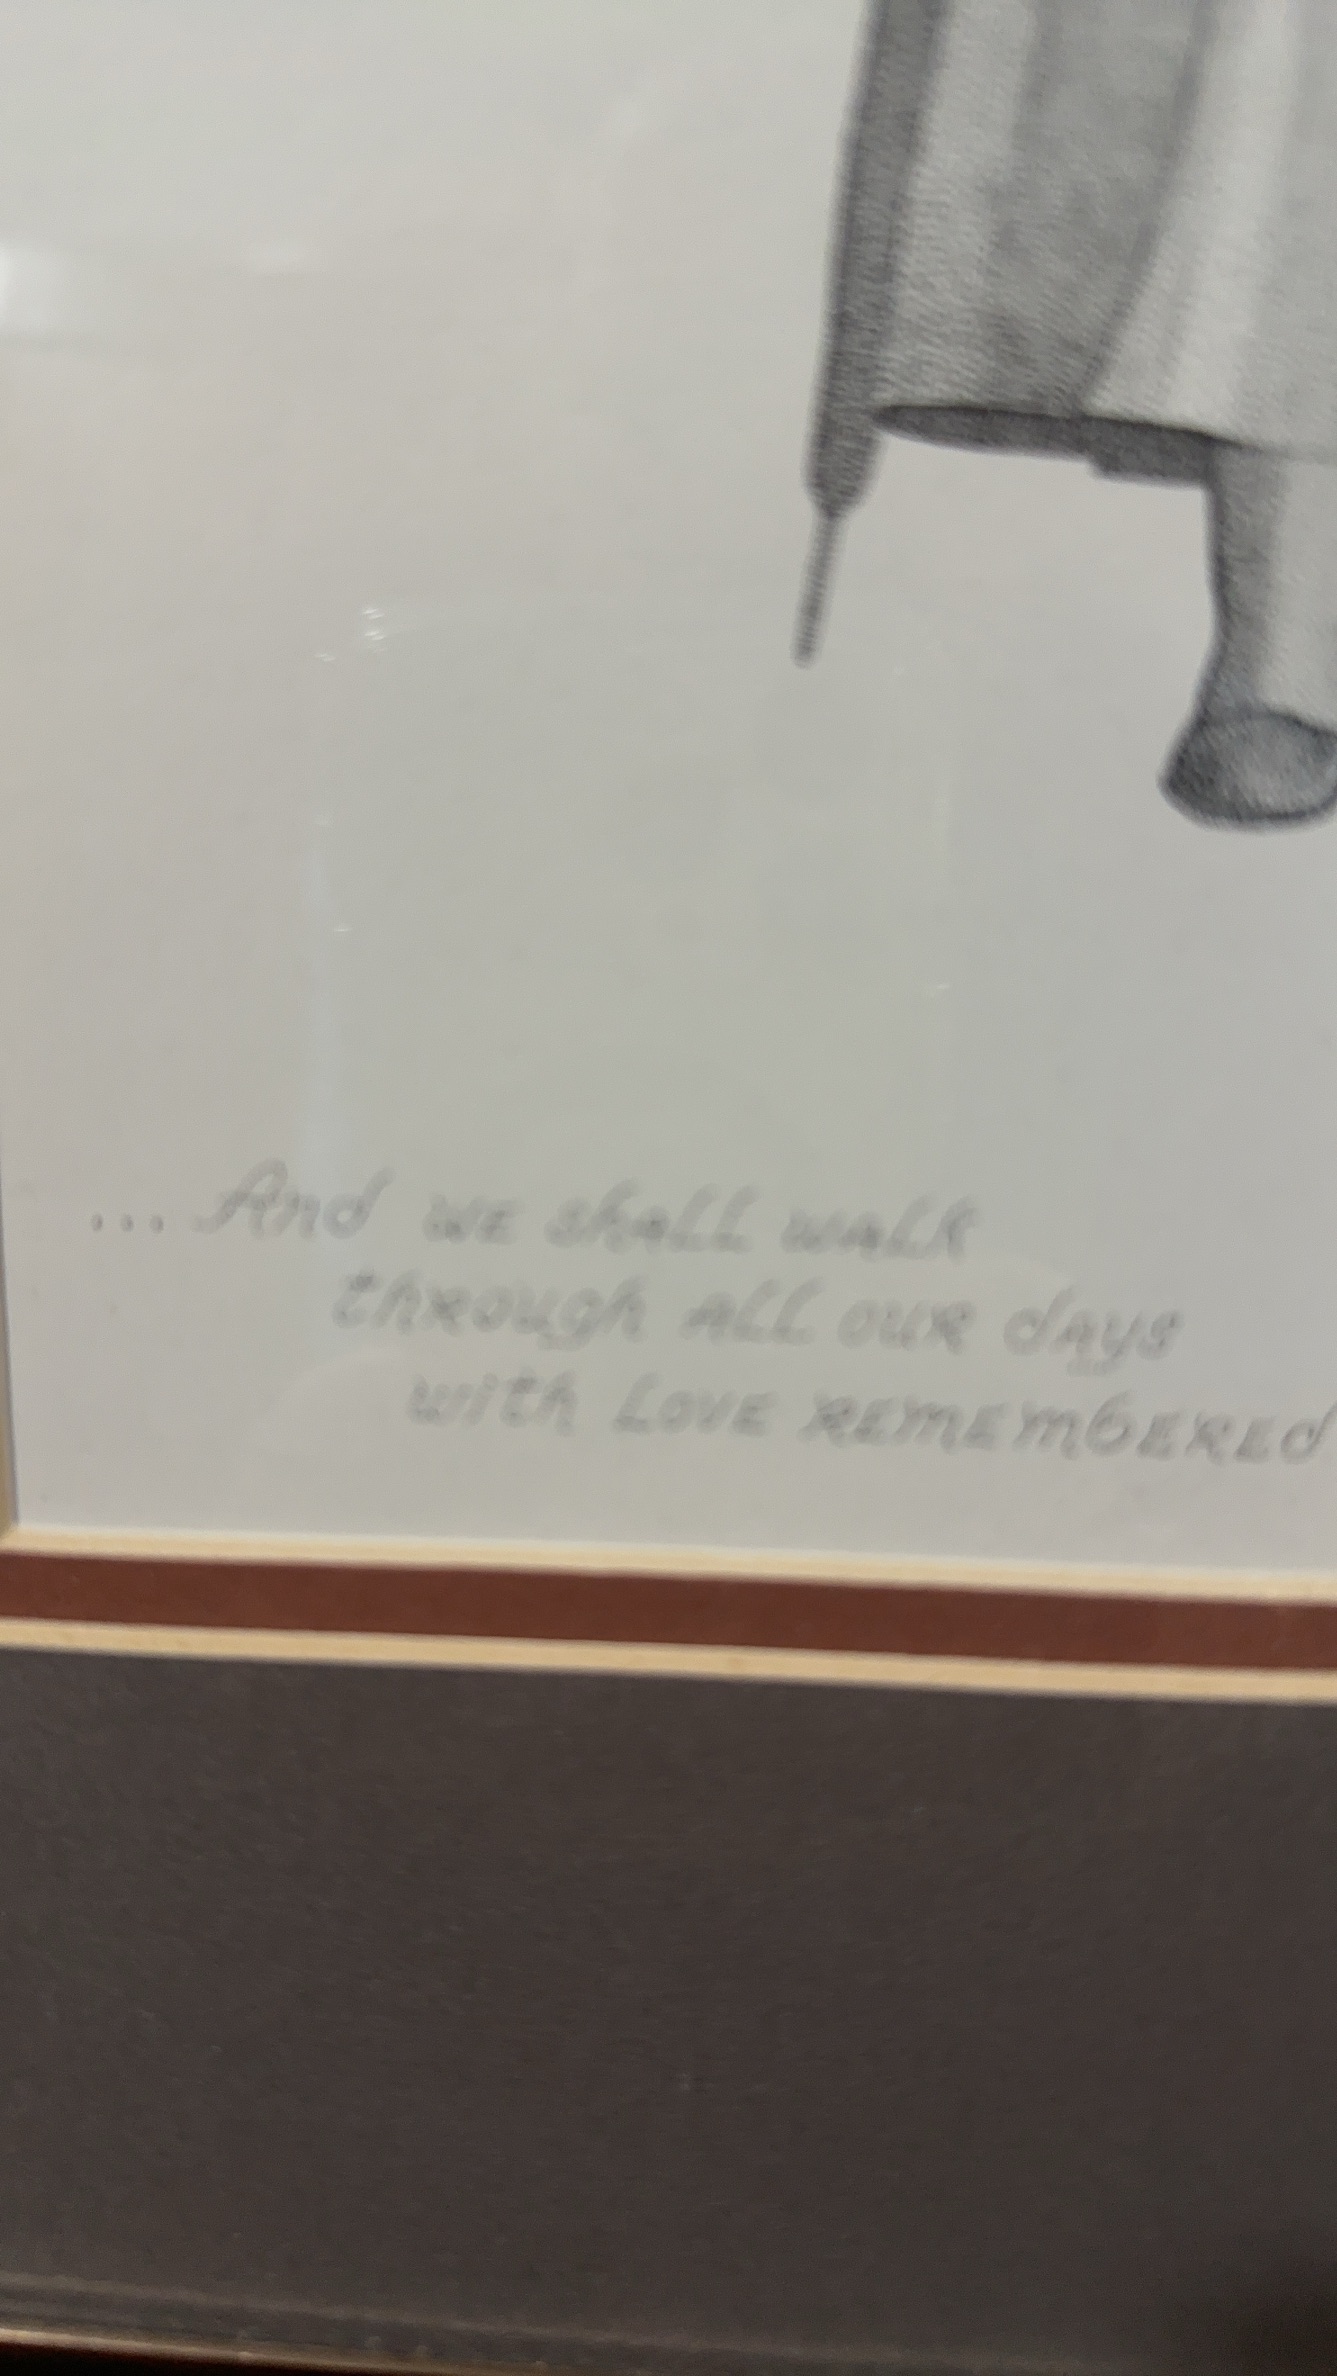 ... And we shall walk
through all our days
with Love REMEMBERED